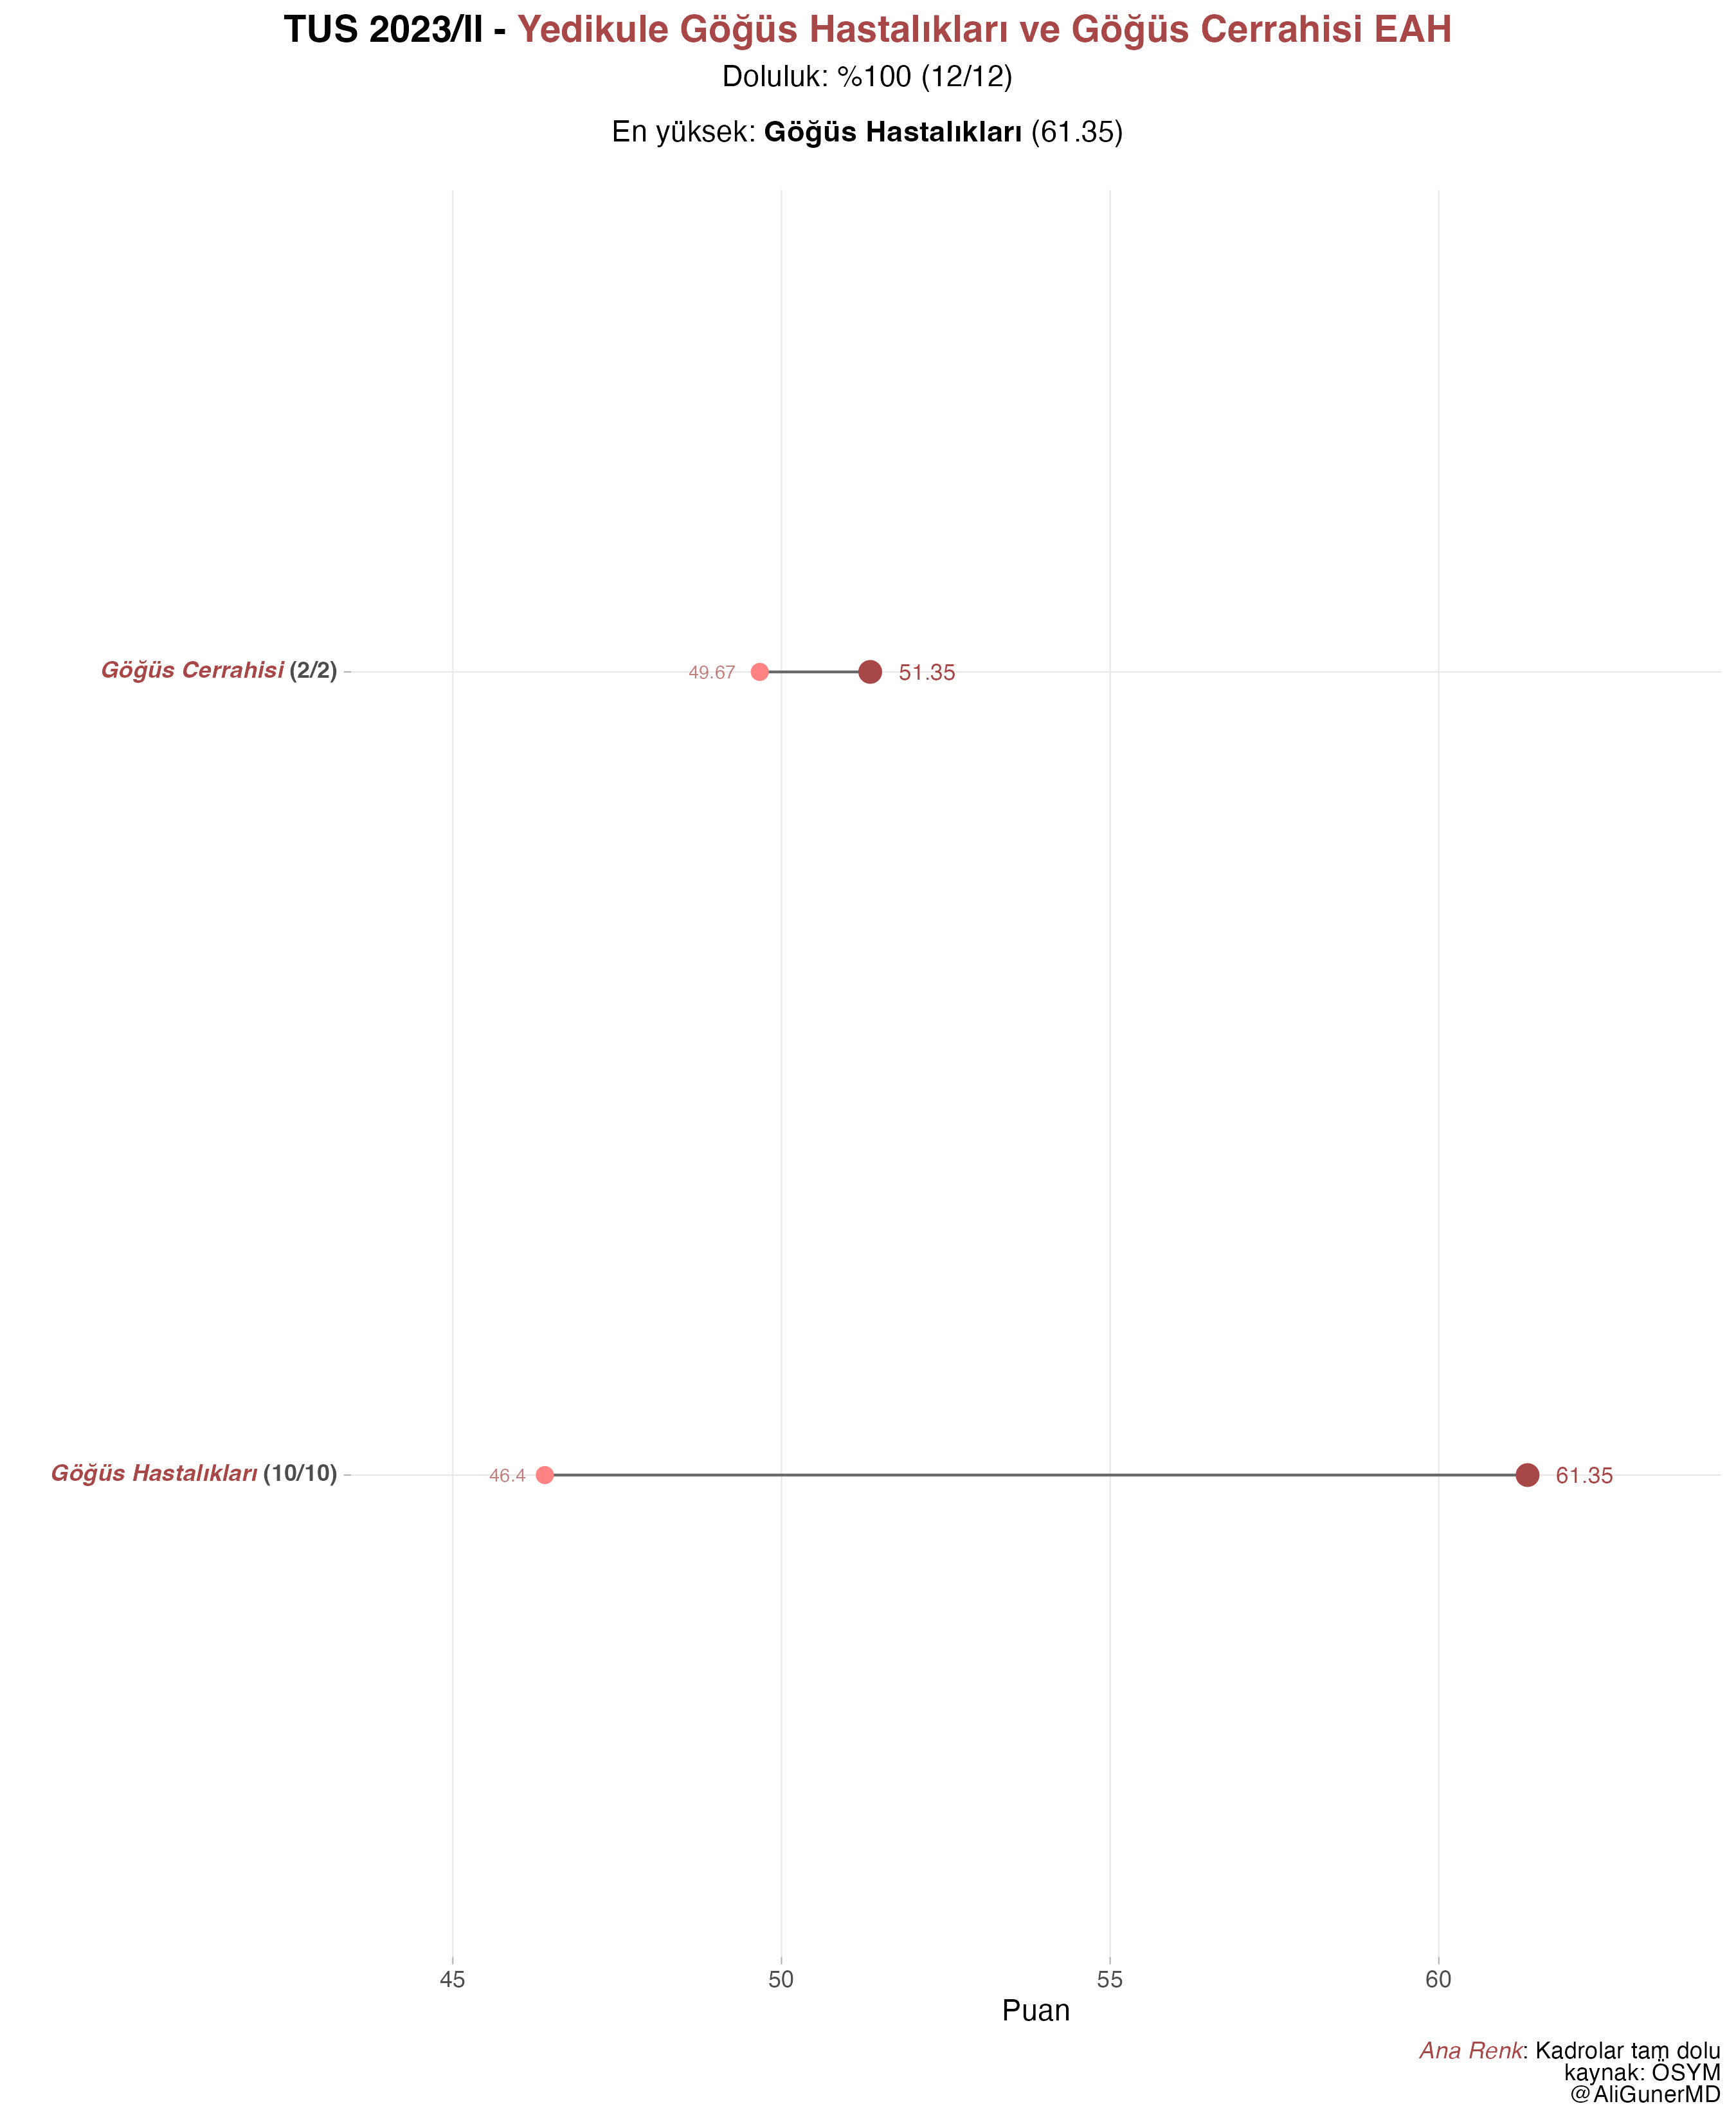 TUS 2023/II - Yedikule Göğüs Hastalıkları ve Göğüs Cerrahisi EAH
Doluluk: %100 (12/12)
En yüksek: Göğüs Hastalıkları (61.35)
Göğüs Cerrahisi (2/2)
49.67
51.35
Göğüs Hastalıkları (10/10)
46.4
61.35
45
50
55
60
Puan
Ana Renk: Kadrolar tam dolu
kaynak: ÖSYM
@AliGunerMD